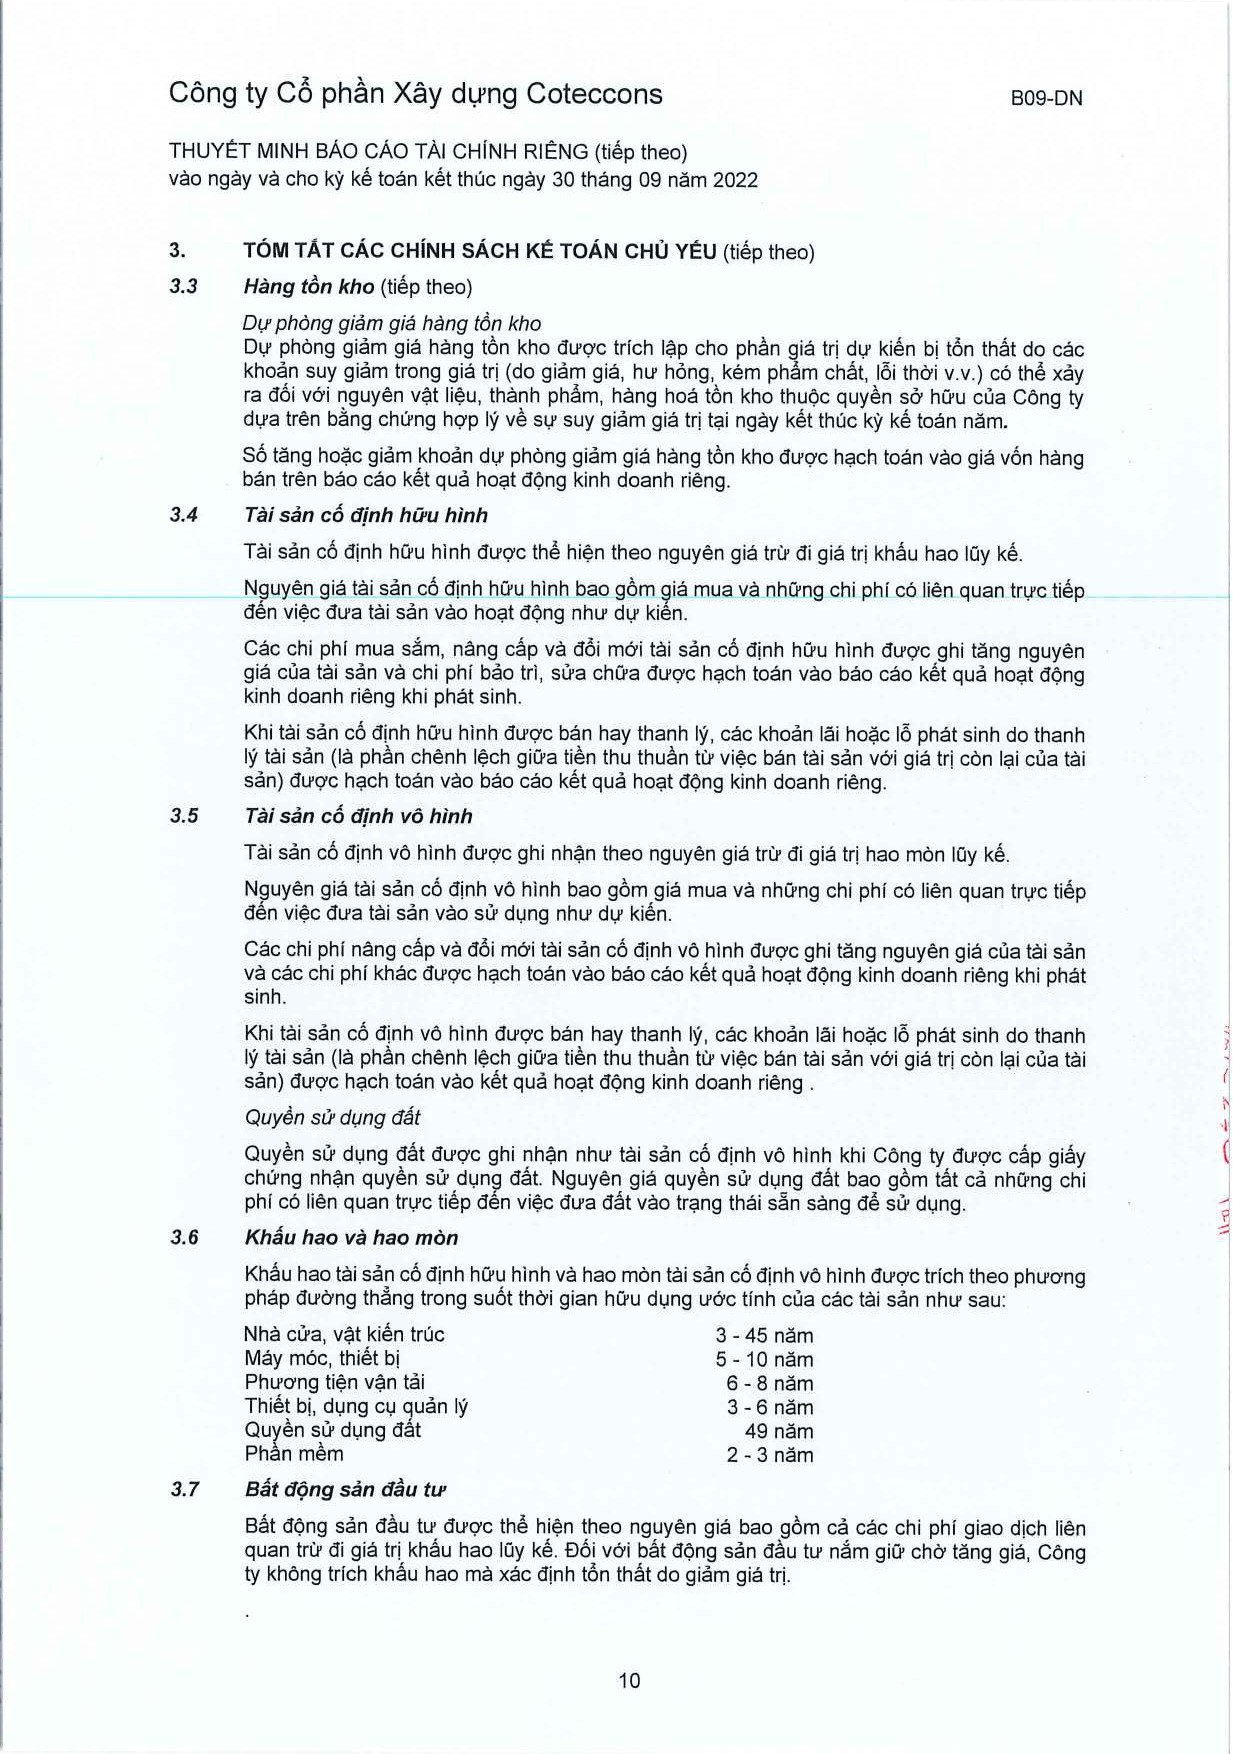 Công ty Cổ phần Xây dựng Coteccons
B09-DN
THUYẾT MINH BÁO CÁO TÀI CHÍNH RIÊNG (tiếp theo)
vào ngày và cho kỳ kế toán kết thúc ngày 30 tháng 09 năm 2022
3. TÓM TẮT CÁC CHÍNH SÁCH KẾ TOÁN CHỦ YẾU (tiếp theo)
3.3 Hàng tồn kho (tiếp theo)
Dự phòng giảm giá hàng tồn kho
Dự phòng giảm giá hàng tồn kho được trích lập cho phần giá trị dự kiến bị tổn thất do các
khoản suy giảm trong giá trị (do giảm giá, hư hỏng, kém phẩm chất, lỗi thời v.v.) có thể xảy
ra đối với nguyên vật liệu, thành phẩm, hàng hoá tồn kho thuộc quyền sở hữu của Công ty
dựa trên bằng chứng hợp lý về sự suy giảm giá trị tại ngày kết thúc kỳ kế toán năm.
Số tăng hoặc giảm khoản dự phòng giảm giá hàng tồn kho được hạch toán vào giá vốn hàng
bán trên báo cáo kết quả hoạt động kinh doanh riêng.
3.4 Tài sản cố định hữu hình
Tài sản cố định hữu hình được thể hiện theo nguyên giá trừ đi giá trị khấu hao lũy kế.
Nguyên giá tài sản cố định hữu hình bao gồm giá mua và những chi phí có liên quan trực tiếp
đến việc đưa tài sản vào hoạt động như dự kiến.
Các chi phí mua sắm, nâng cấp và đổi mới tài sản cố định hữu hình được ghi tăng nguyên
giá của tài sản và chi phí bảo trì, sửa chữa được hạch toán vào báo cáo kết quả hoạt động
kinh doanh riêng khi phát sinh.
Khi tài sản cố định hữu hình được bán hay thanh lý, các khoản lãi hoặc lỗ phát sinh do thanh
lý tài sản (là phần chênh lệch giữa tiền thu thuần từ việc bán tài sản với giá trị còn lại của tài
sản) được hạch toán vào báo cáo kết quả hoạt động kinh doanh riêng.
3.5 Tài sản cố định vô hình
Tài sản cố định vô hình được ghi nhận theo nguyên giá trừ đi giá trị hao mòn lũy kế.
Nguyên giá tài sản cố định vô hình bao gồm giá mua và những chi phí có liên quan trực tiếp
đến việc đưa tài sản vào sử dụng như dự kiến.
Các chi phí nâng cấp và đổi mới tài sản cố định vô hình được ghi tăng nguyên giá của tài sản
và các chi phí khác được hạch toán vào báo cáo kết quả hoạt động kinh doanh riêng khi phát
sinh.
Khi tài sản cố định vô hình được bán hay thanh lý, các khoản lãi hoặc lỗ phát sinh do thanh
lý tài sản (là phần chênh lệch giữa tiền thu thuần từ việc bán tài sản với giá trị còn lại của tài
sản) được hạch toán vào kết quả hoạt động kinh doanh riêng .
Quyền sử dụng đất
Quyền sử dụng đất được ghi nhận như tài sản cố định vô hình khi Công ty được cấp giấy
chứng nhận quyền sử dụng đất. Nguyên giá quyền sử dụng đất bao gồm tất cả những chi
phí có liên quan trực tiếp đến việc đưa đất vào trạng thái sẵn sàng để sử dụng.
3.6 Khấu hao và hao mòn
Khấu hao tài sản cố định hữu hình và hao mòn tài sản cố định vô hình được trích theo phương
pháp đường thẳng trong suốt thời gian hữu dụng ước tính của các tài sản như sau:
Nhà cửa, vật kiến trúc 3 - 45 năm
Máy móc, thiết bị 5 - 10 năm
Phương tiện vận tải 6 - 8 năm
Thiết bị, dụng cụ quản lý 3 - 6 năm
Quyền sử dụng đất 49 năm
Phần mềm 2 - 3 năm
3.7 Bất động sản đầu tư
Bất động sản đầu tư được thể hiện theo nguyên giá bao gồm cả các chi phí giao dịch liên
quan trừ đi giá trị khấu hao lũy kế. Đối với bất động sản đầu tư nắm giữ chờ tăng giá, Công
ty không trích khấu hao mà xác định tổn thất do giảm giá trị.
10